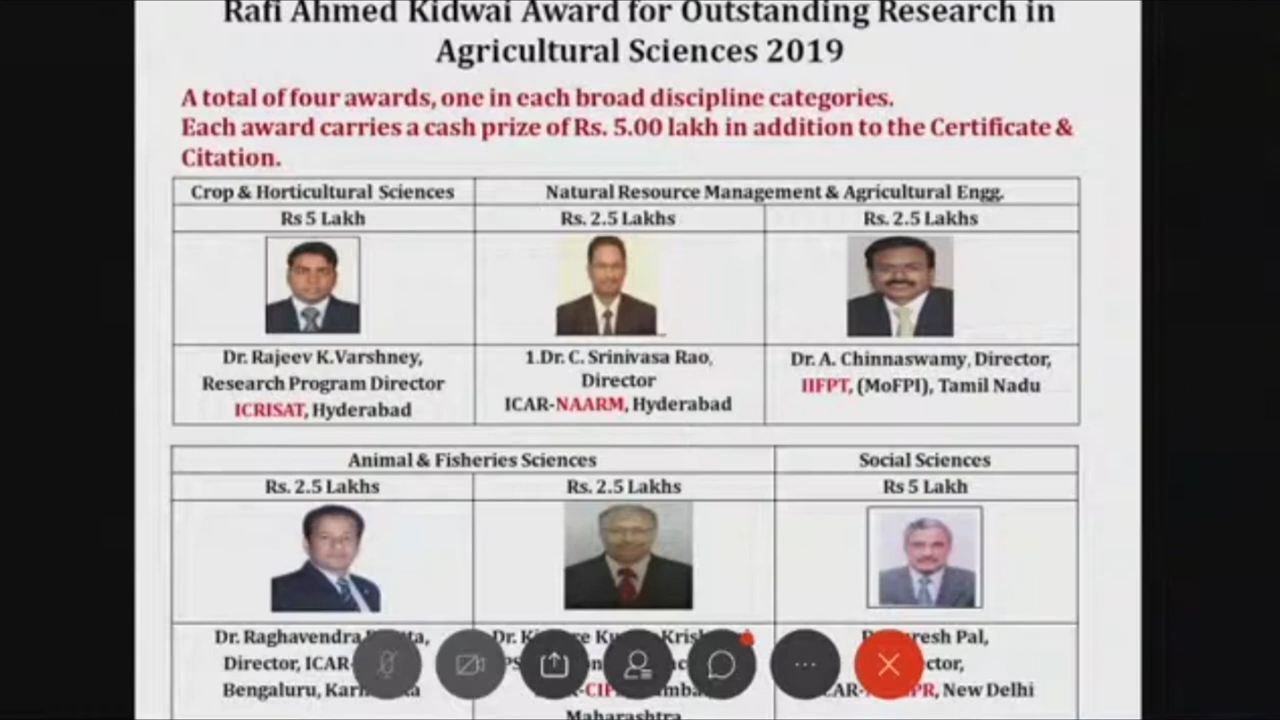 Rafi Ahmed Kidwai Award for Outstanding Research in
Agricultural Sciences 2019
A total of four awards, one in each broad discipline categories.
Each award carries a cash prize of Rs. 5.00 lakh in addition to the Certificate &
Citation.
Crop & Horticultural Sciences
Natural Resource Management & Agricultural Engg.
Rs 5 Lakh
Rs. 2.5 Lakhs
Rs. 2.5 Lakhs
Dr. Rajeev K.Varshney,
Research Program Director
ICRISAT, Hyderabad
1.Dr. C. Srinivasa Rao,
Director
ICAR-NAARM, Hyderabad
Dr. A. Chinnaswamy, Director,
IIFPT, (MoFPI), Tamil Nadu
Animal & Fisheries Sciences
Social Sciences
Rs. 2.5 Lakhs
Rs. 2.5 Lakhs
Rs 5 Lakh
Dr. Raghavendra
Director, ICAR-
Bengaluru,
Dr.
Maharashtra
Pal,
New Delhi